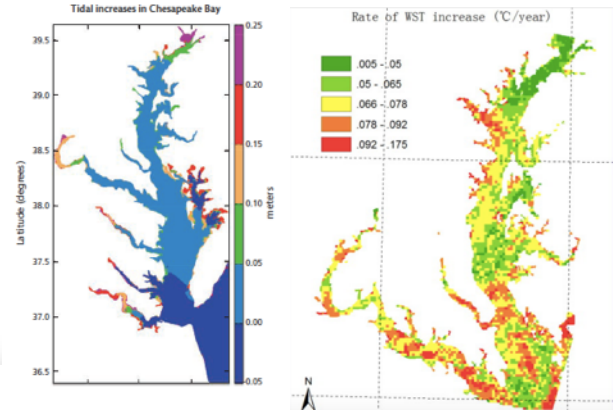 Tidal increases in Chesapeake Bay
Latitude (degrees)
39.5
39.0
38.5
38.0
37.5
37.0
36.5
0.25
0.20
0.15
0.10
0.05
0.00
0.05
meters
Rate of WST increase (℃/year)
.005 - .05
.05 - .065
.066 - .078
.078 - .092
.092 - .175
N